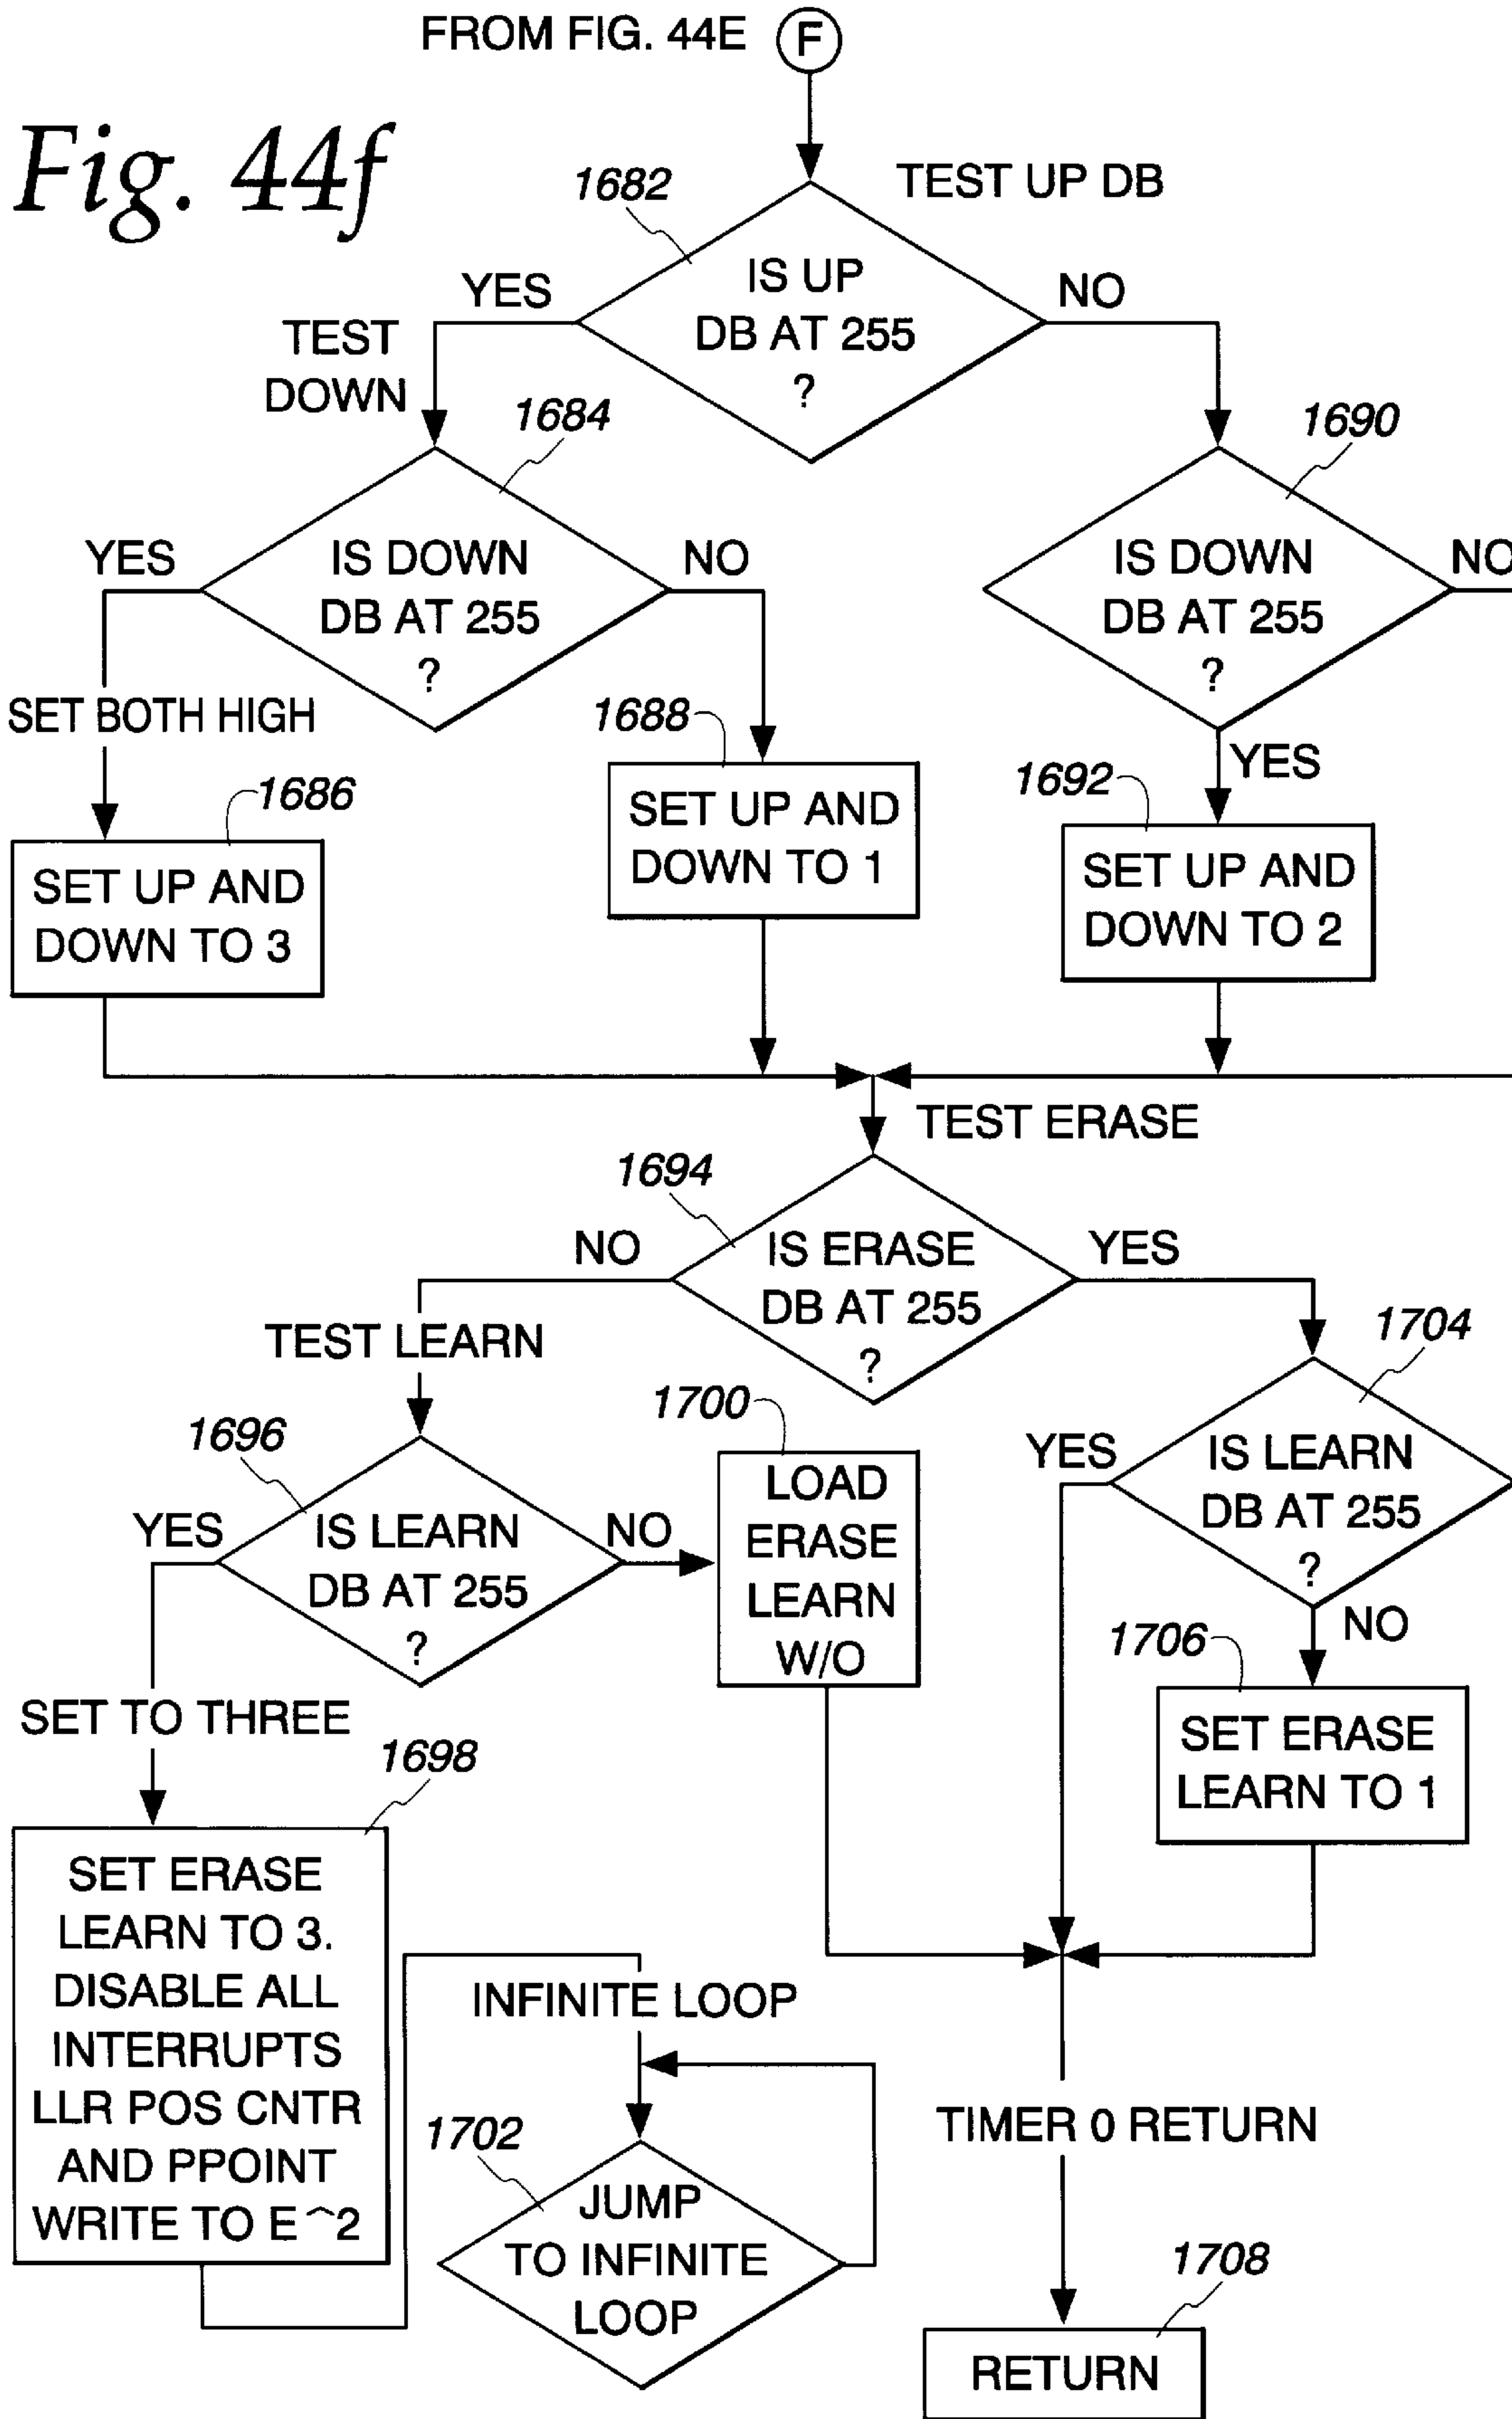 FROM FIG. 44E
F
Fig. 44f
1682
TEST UP DB
IS UP
DB AT 255
?
YES
NO
TEST
DOWN
1684
1690
IS DOWN
DB AT 255
?
YES
NO
IS DOWN
DB AT 255
?
NO
YES
SET BOTH HIGH
1686
SET UP AND
DOWN TO 3
1688
SET UP AND
DOWN TO 1
1692
SET UP AND
DOWN TO 2
TEST ERASE
1694
IS ERASE
DB AT 255
?
NO
YES
TEST LEARN
1696
IS LEARN
DB AT 255
?
YES
NO
1700
LOAD
ERASE
LEARN
W/O
1704
IS LEARN
DB AT 255
?
YES
NO
1706
SET ERASE
LEARN TO 1
SET TO THREE
1698
SET ERASE
LEARN TO 3.
DISABLE ALL
INTERRUPTS
LLR POS CNTR
AND PPOINT
WRITE TO E^2
INFINITE LOOP
1702
JUMP
TO INFINITE
LOOP
TIMER 0 RETURN
1708
RETURN